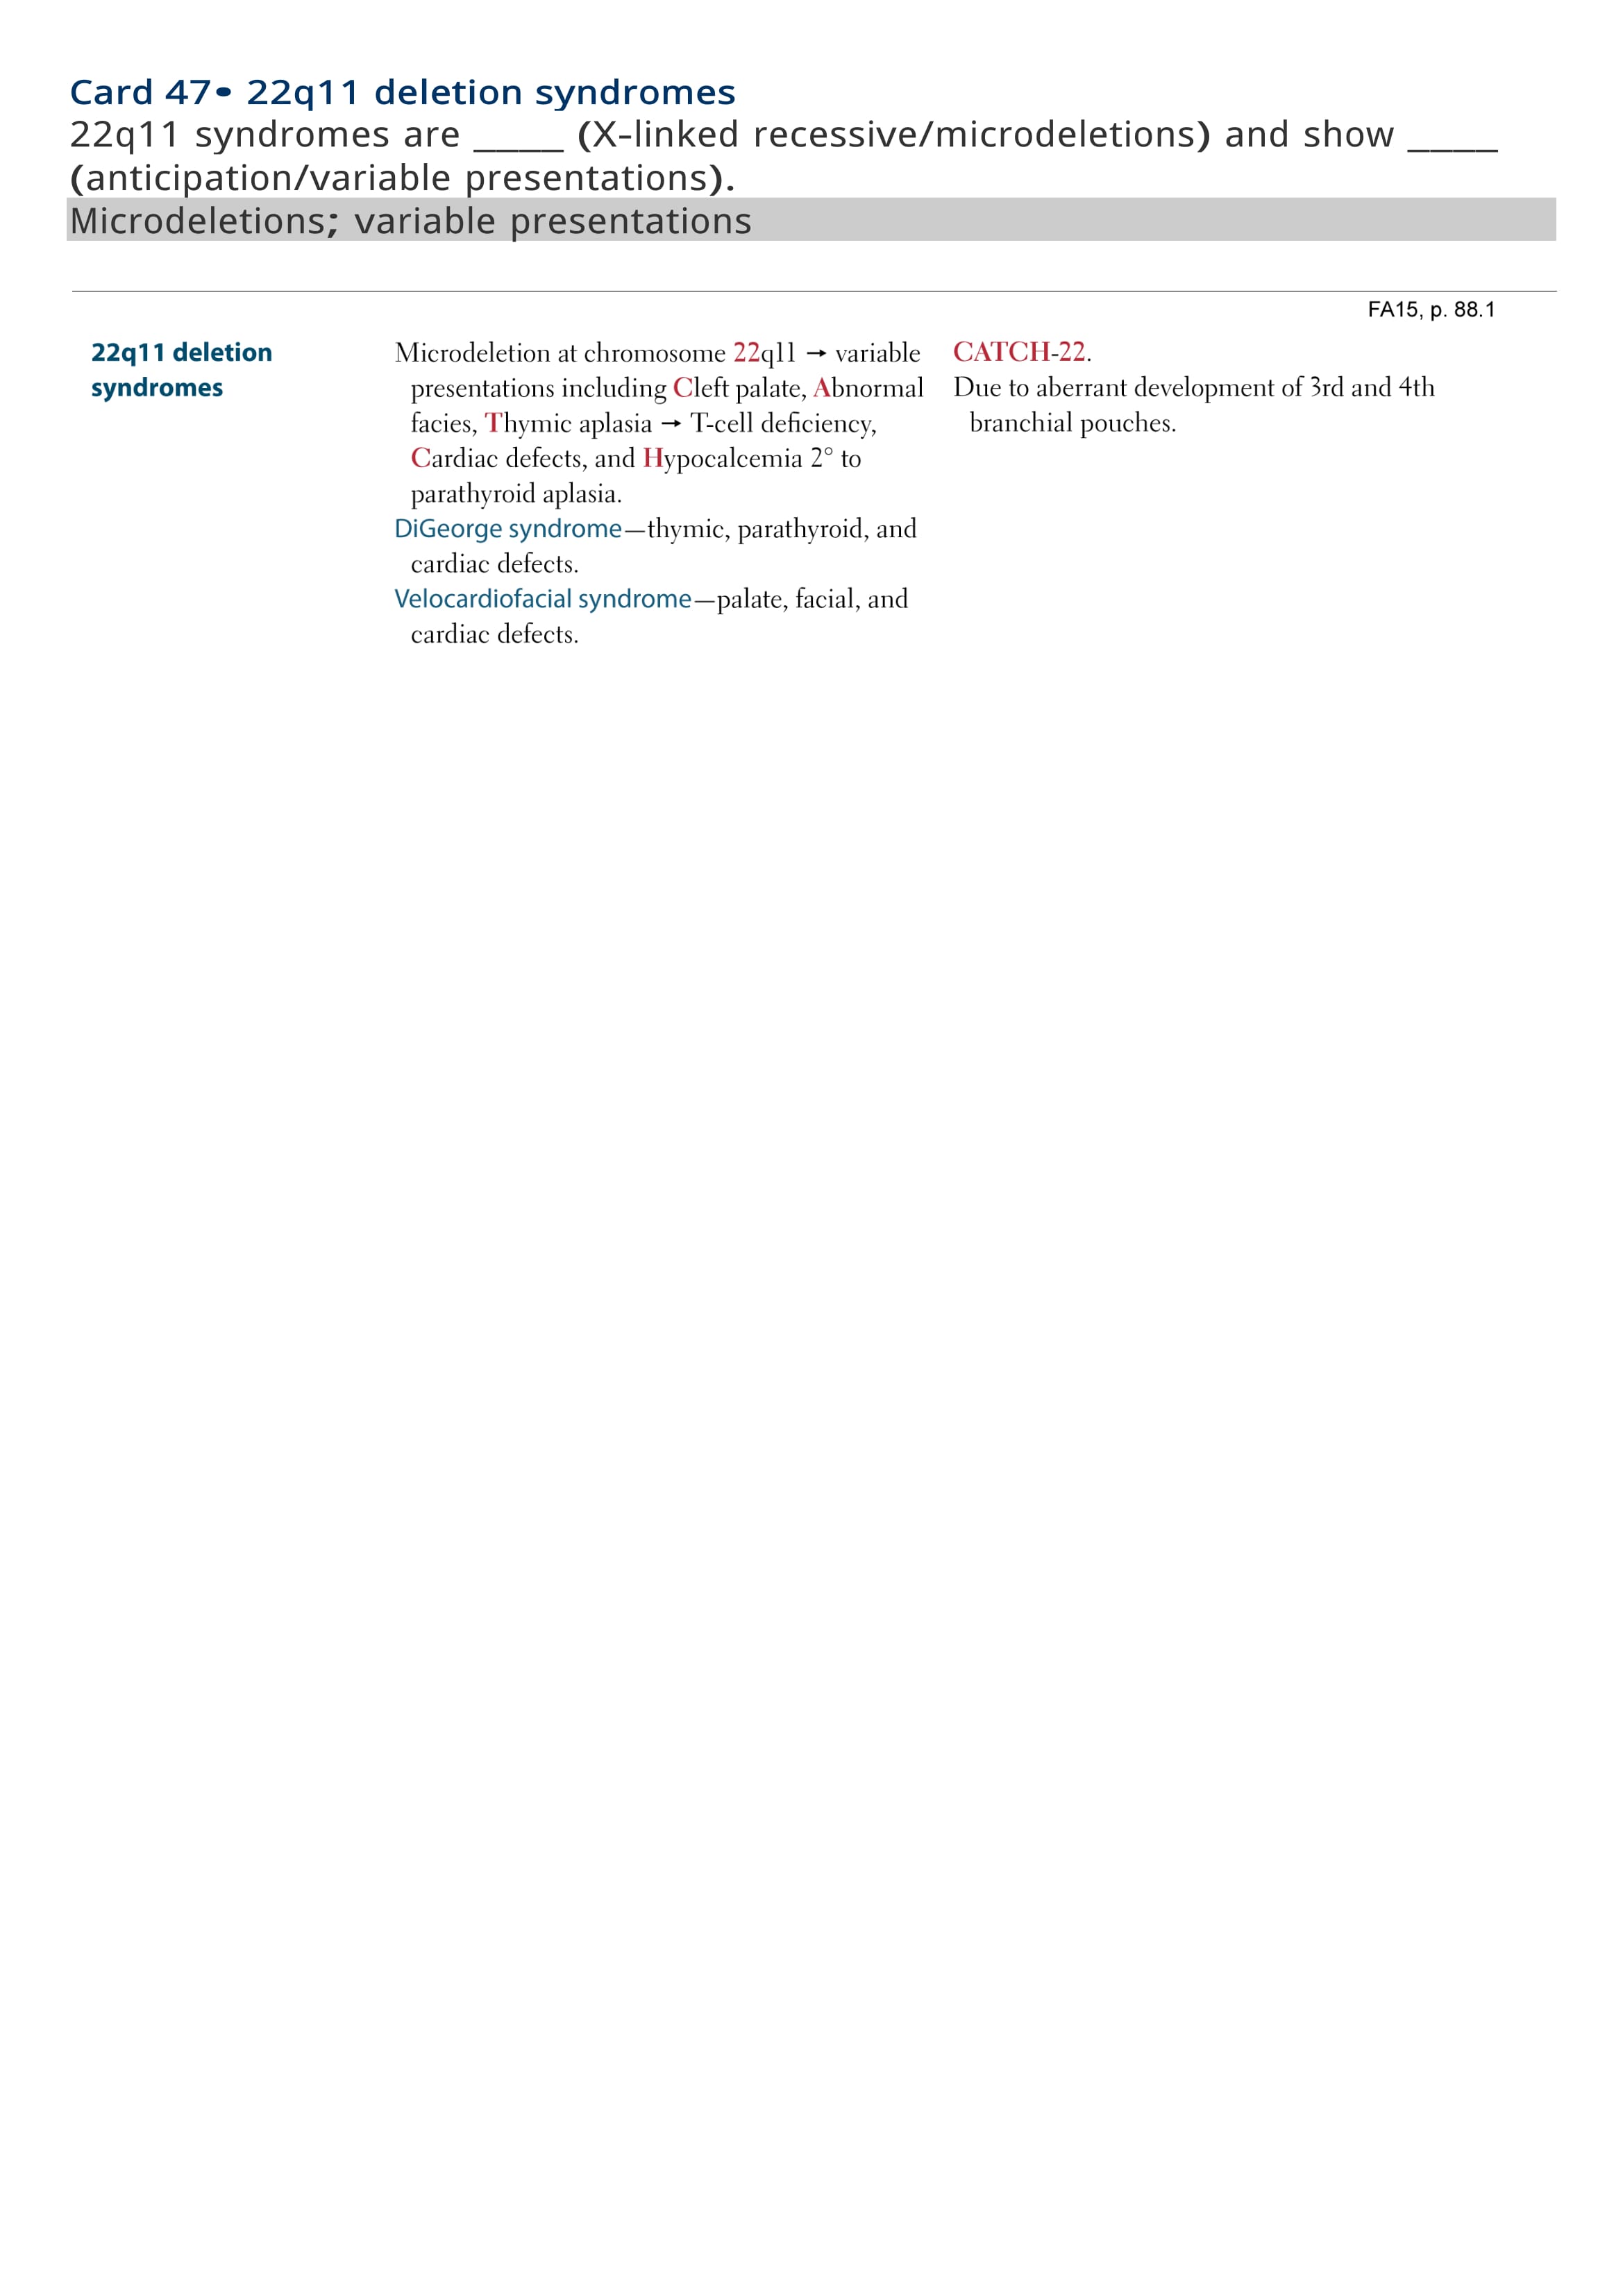 Card 47• 22q11 deletion syndromes
22q11 syndromes are ____ (X-linked recessive/microdeletions) and show ____
(anticipation/variable presentations).
Microdeletions; variable presentations
FA15, p. 88.1
22q11 deletion
syndromes
Microdeletion at chromosome 22q11 → variable
presentations including Cleft palate, Abnormal
facies, Thymic aplasia → T-cell deficiency,
Cardiac defects, and Hypocalcemia 2° to
parathyroid aplasia.
DiGeorge syndrome—thymic, parathyroid, and
cardiac defects.
Velocardiofacial syndrome—palate, facial, and
cardiac defects.
CATCH-22.
Due to aberrant development of 3rd and 4th
branchial pouches.